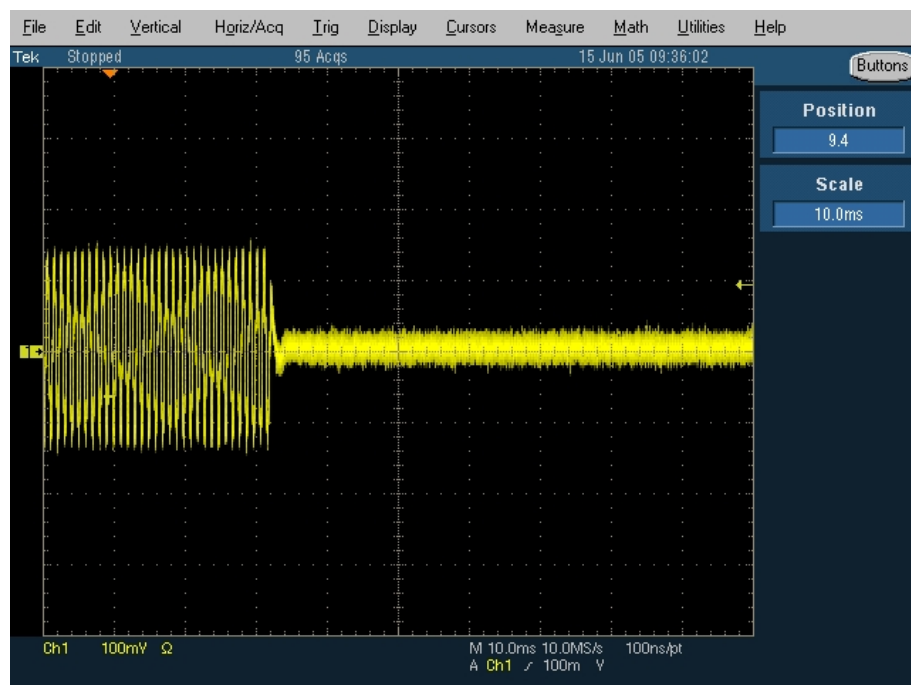 File Edit Vertical Horiz/Acq Trig Display Cursors Measure Math Utilities Help
Tek Stopped 95 Acqs 15 Jun 05 09:36:02
Buttons
Position
9.4
Scale
10.0ms
1
Ch1 100mV Ω M 10.0ms 10.0MS/s 100ns/pt
A Ch1 ∕ 100m V